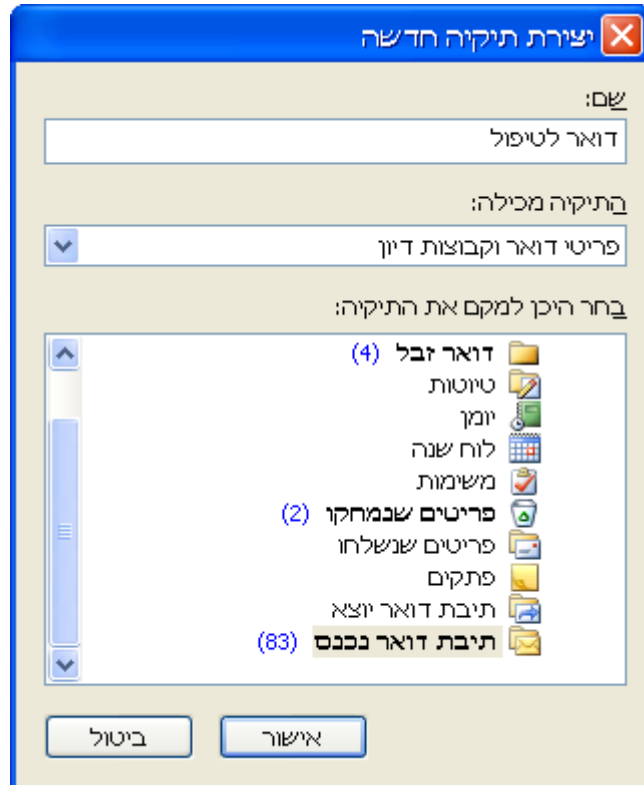 יצירת תיקיה חדשה
שם:
דואר לטיפול
התיקיה מכילה:
פריטי דואר וקבוצות דיון
בחר היכן למקם את התיקיה:
דואר זבל (4)
טיוטות
יומן
לוח שנה
משימות
פריטים שנמחקו (2)
פריטים שנשלחו
פתקים
תיבת דואר יוצא
תיבת דואר נכנס (83)
אישור
ביטול